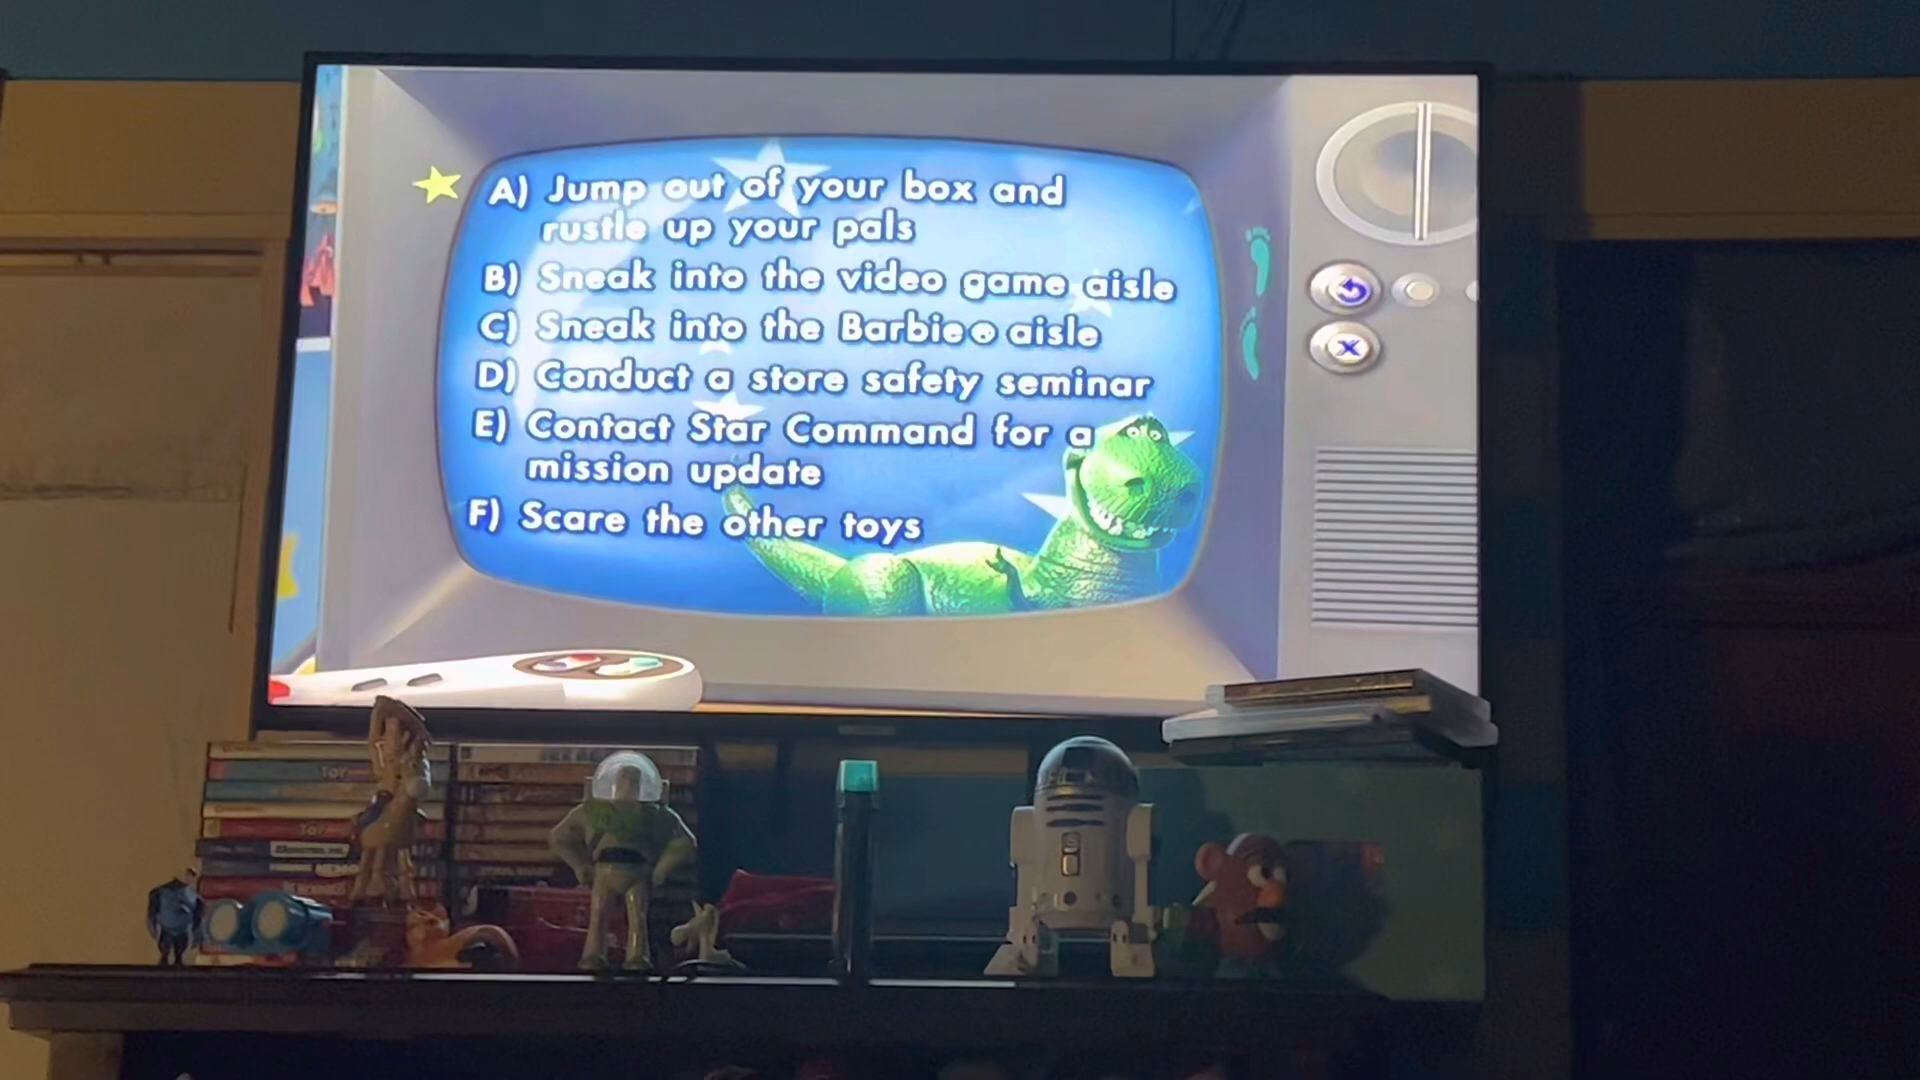 A) Jump out of your box and
rustle up your pals
B) Sneak into the video game aisle
C) Sneak into the Barbie® aisle
D) Conduct a store safety seminar
E) Contact Star Command for a
mission update
F) Scare the other toys